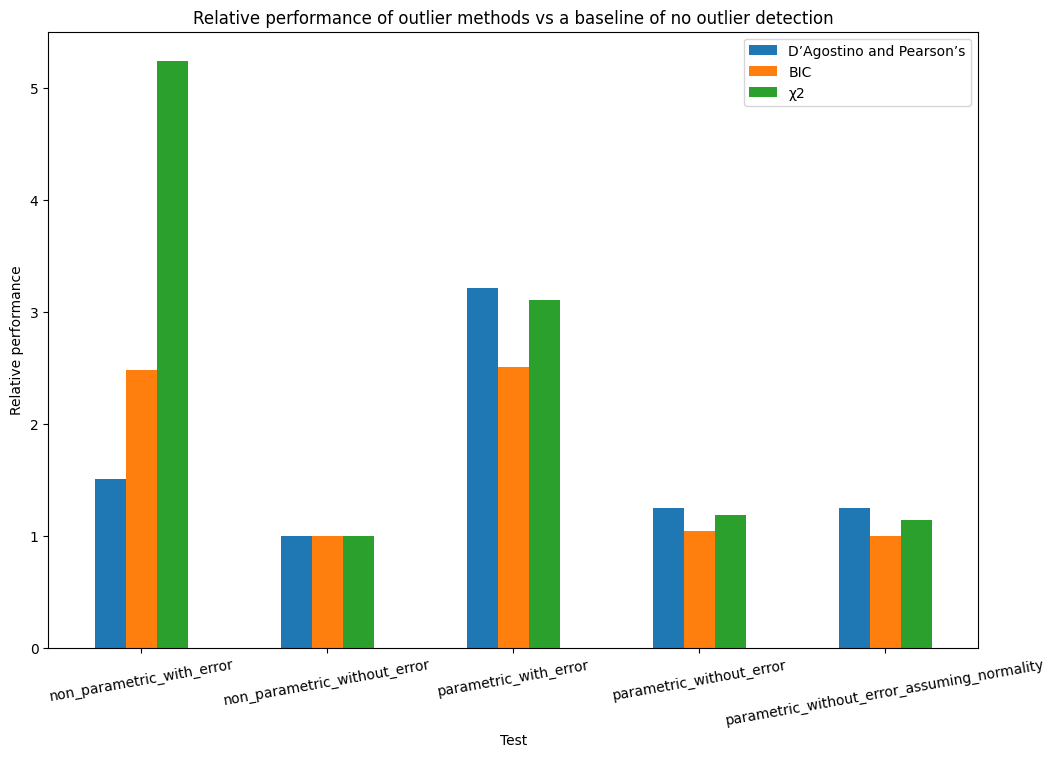 Relative performance of outlier methods vs a baseline of no outlier detection
D’Agostino and Pearson’s
BIC
χ2
Relative performance
5
4
3
2
1
0
non_parametric_with_error
non_parametric_without_error
parametric_with_error
parametric_without_error
parametric_without_error_assuming_normality
Test